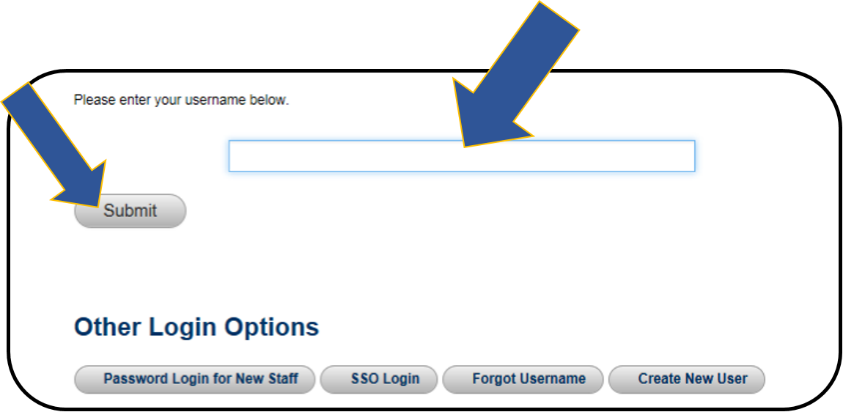 Please enter your username below.
Submit
Other Login Options
Password Login for New Staff SSO Login Forgot Username Create New User